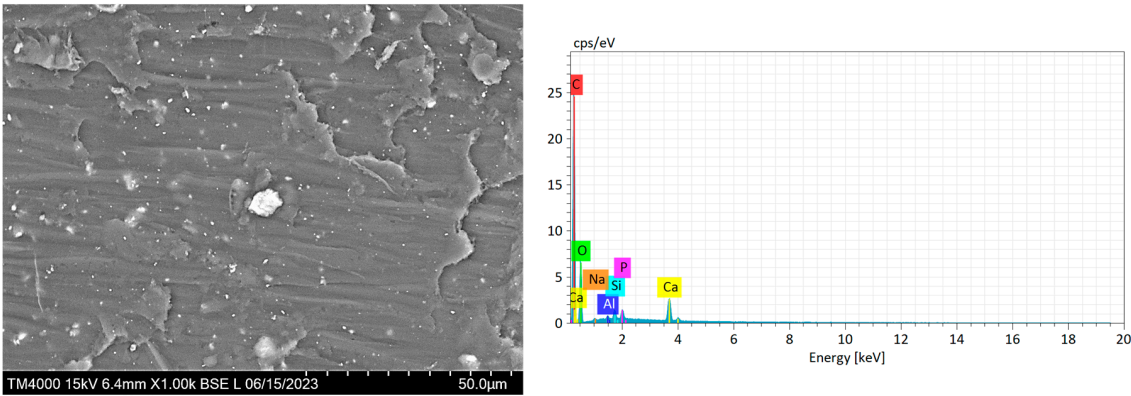 TM4000 15kV 6.4mm X1.00k BSE L 06/15/2023 50.0μm
cps/eV
25
20
15
10
5
0
C
O
Ca
Na
Al
Si
P
Ca
2 4 6 8 10 12 14 16 18 20
Energy [keV]